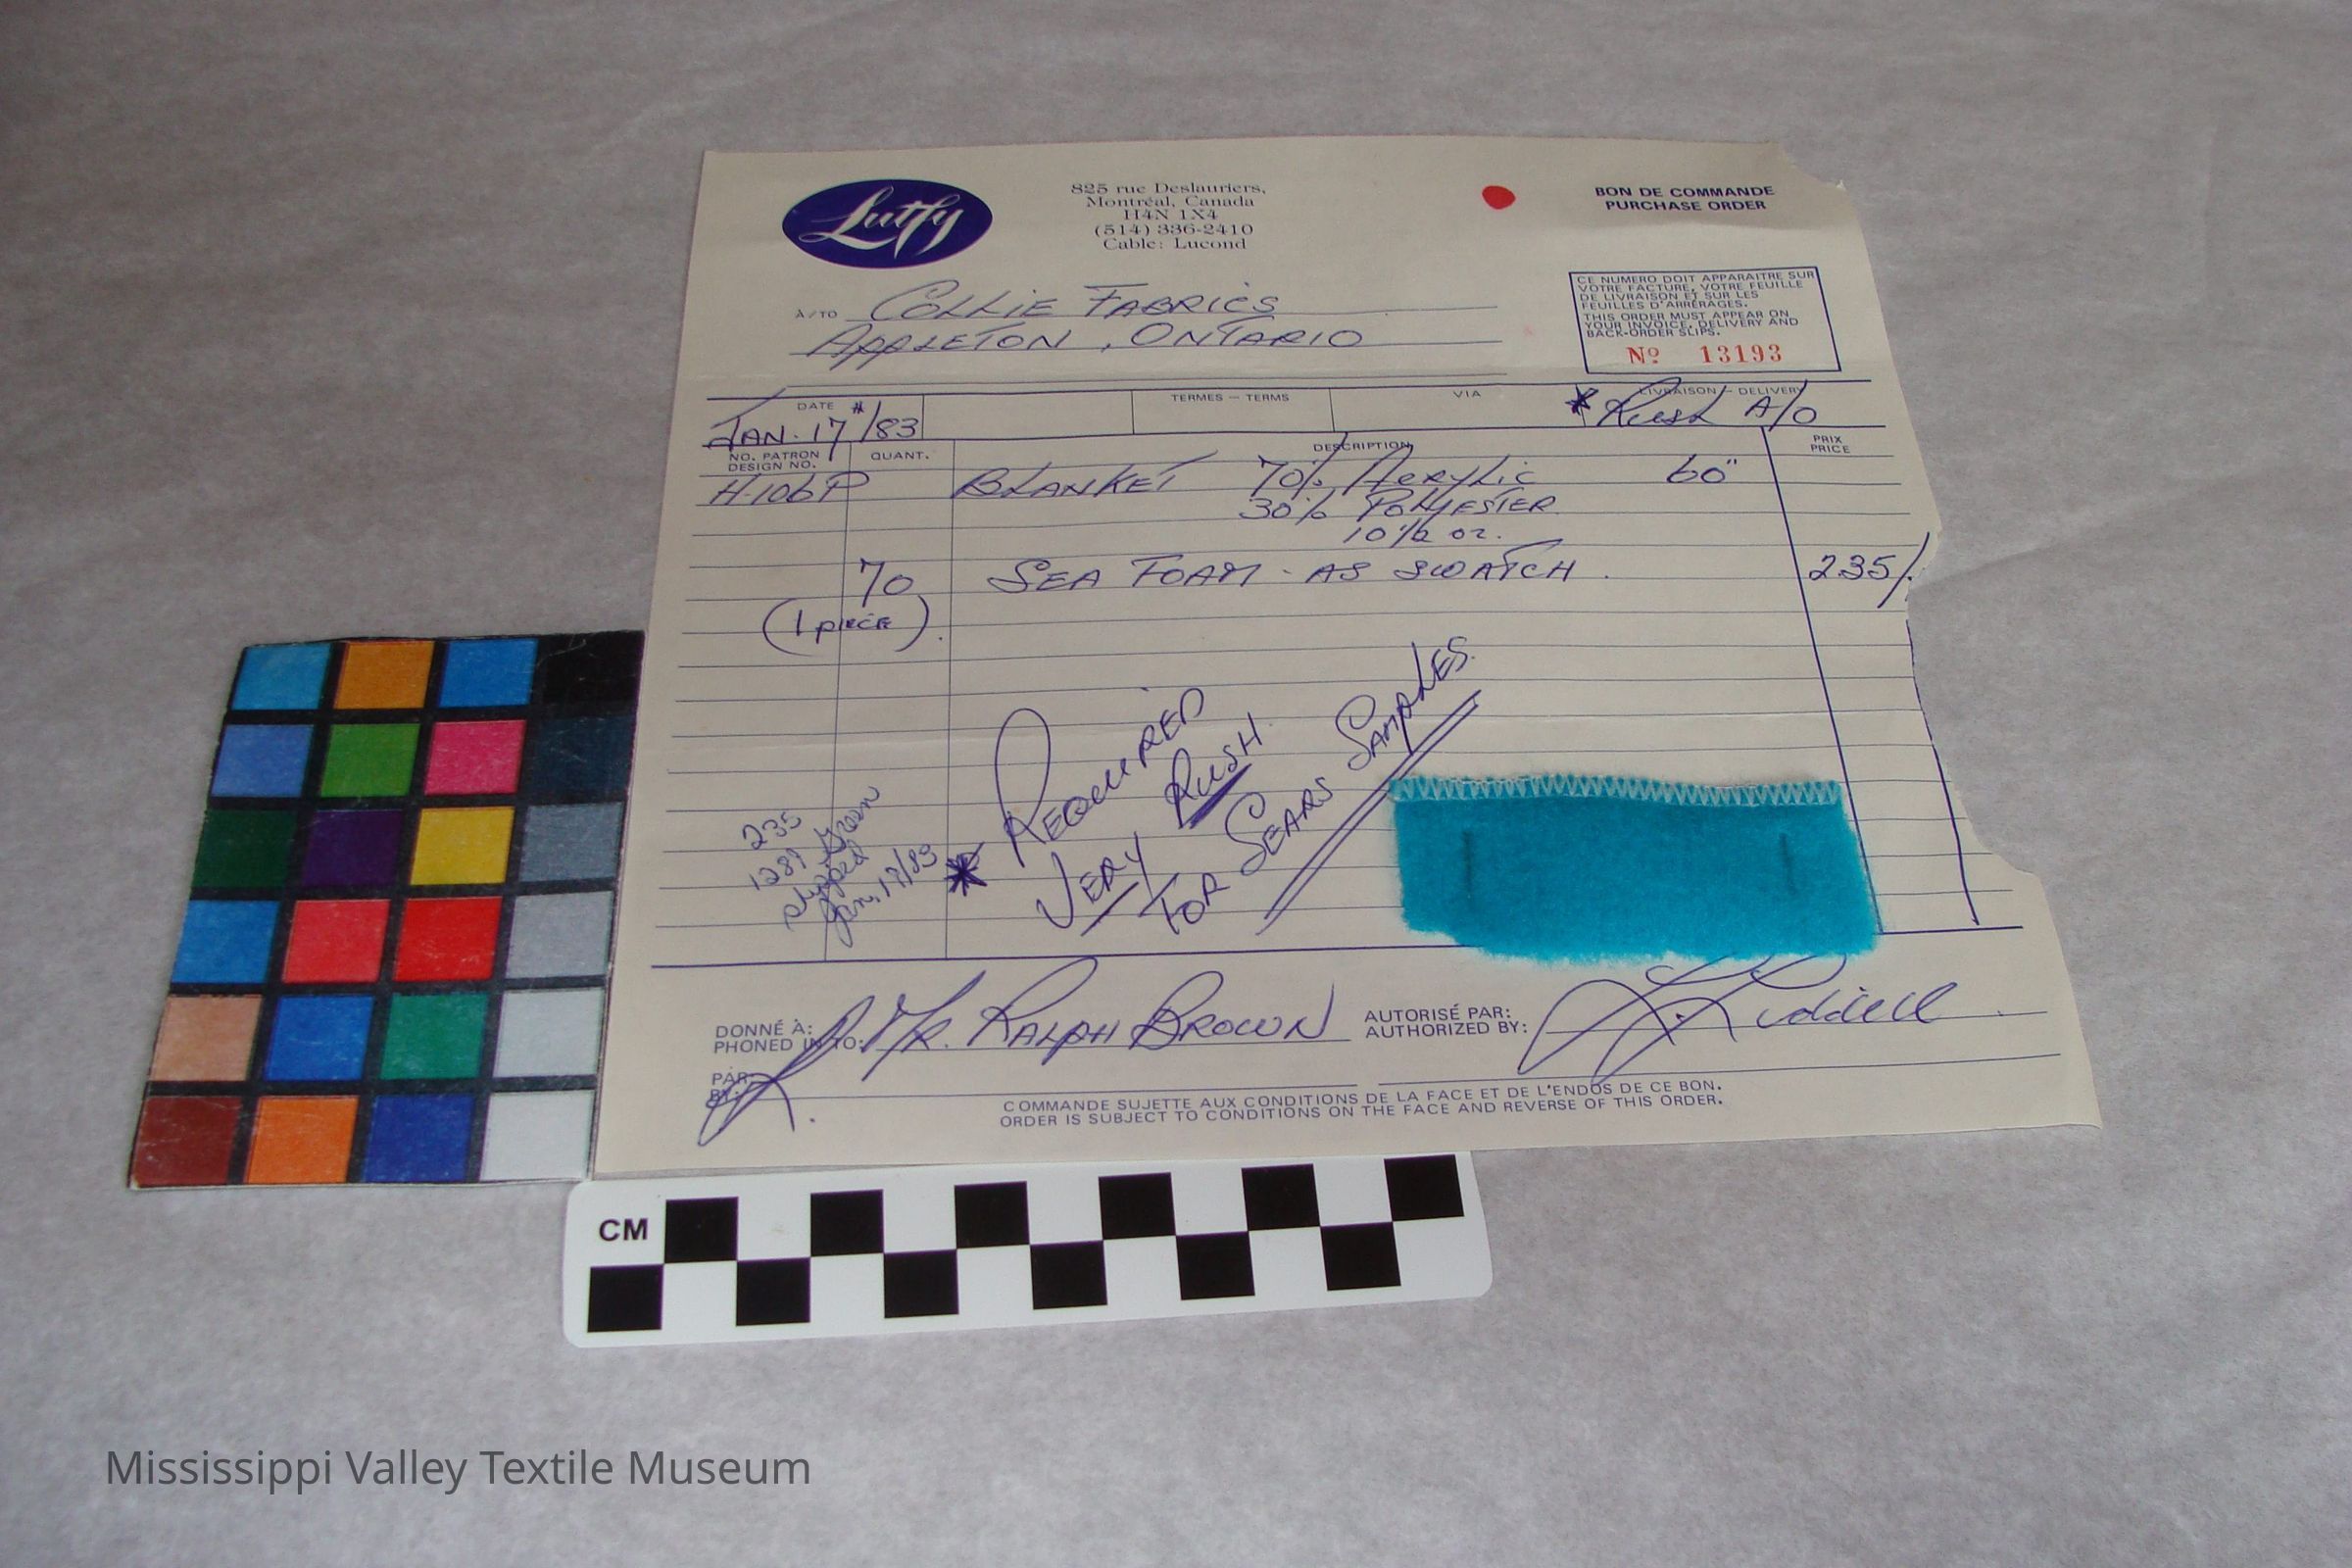 Lutfy
825 rue Deslauriers,
Montréal, Canada
H4N 1X4
(514) 336-2410
Cable: Lucond
BON DE COMMANDE
PURCHASE ORDER
CE NUMERO DOIT APPARAITRE SUR
VOTRE FACTURE, VOTRE FEUILLE
DE LIVRAISON ET SUR LES
FEUILLES D'ARRÉRAGES.
THIS ORDER MUST APPEAR ON
YOUR INVOICE, DELIVERY AND
BACK-ORDER SLIPS.
Nº 13193
À/TO COLLIE FABRICS
APPLETON, ONTARIO
DATE TERMES — TERMS VIA LIVRAISON — DELIVERY
JAN. 17/83 * Rush A/O
NO. PATRON
DESIGN NO. QUANT. DESCRIPTION PRIX
PRICE
H-106P BLANKET 70% ACRYLIC 60"
30% POLYESTER
10½ oz.
70 SEA FOAM - AS SWATCH. 235/.
(1 piece).
* REQUIRED
VERY RUSH.
FOR SEARS SAMPLES.
235
1289
shipped
Jan. 19/83
DONNÉ À:
PHONED IN TO: MR. RALPH BROWN
AUTORISÉ PAR:
AUTHORIZED BY: Liddell
PAR:
BY:
COMMANDE SUJETTE AUX CONDITIONS DE LA FACE ET DE L'ENDOS DE CE BON.
ORDER IS SUBJECT TO CONDITIONS ON THE FACE AND REVERSE OF THIS ORDER.
CM
Mississippi Valley Textile Museum